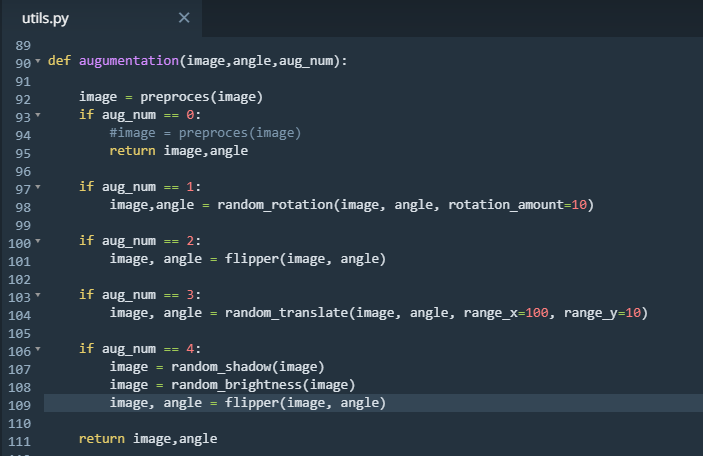 utils.py ×
89
90 def augumentation(image,angle,aug_num):
91
92     image = preproces(image)
93     if aug_num == 0:
94         #image = preproces(image)
95         return image,angle
96
97     if aug_num == 1:
98         image,angle = random_rotation(image, angle, rotation_amount=10)
99
100     if aug_num == 2:
101         image, angle = flipper(image, angle)
102
103     if aug_num == 3:
104         image, angle = random_translate(image, angle, range_x=100, range_y=10)
105
106     if aug_num == 4:
107         image = random_shadow(image)
108         image = random_brightness(image)
109         image, angle = flipper(image, angle)
110
111     return image,angle